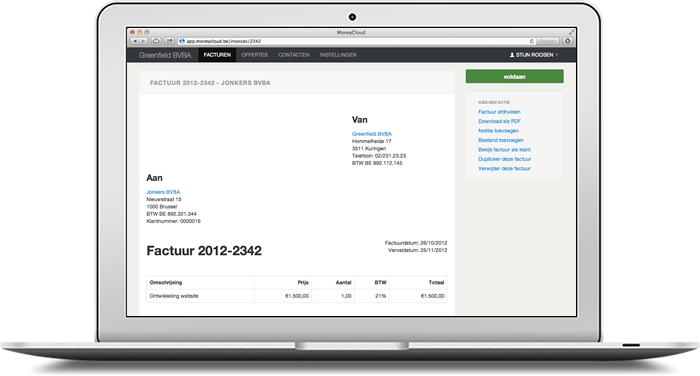 MoneyCloud
app.moneycloud.be/invoices/2342
Greenfield BVBA FACTUREN OFFERTES CONTACTEN INSTELLINGEN STIJN ROOSEN
FACTUUR 2012-2342 - JONKERS BVBA
voldaan
KIES EEN ACTIE
Factuur afdrukken
Download als PDF
Notitie toevoegen
Bestand toevoegen
Bekijk factuur als klant
Dupliceer deze factuur
Verwijder deze factuur
Van
Greenfield BVBA
Hommelheide 17
3511 Kuringen
Telefoon: 02/231.23.23
BTW BE 892.112.145
Aan
Jonkers BVBA
Nieuwstraat 15
1000 Brussel
BTW BE 892.321.344
Klantnummer: 0000016
Factuur 2012-2342
Factuurdatum: 26/10/2012
Vervaldatum: 25/11/2012
Omschrijving Prijs Aantal BTW Totaal
Ontwikkeling website €1.500,00 1,00 21% €1.500,00